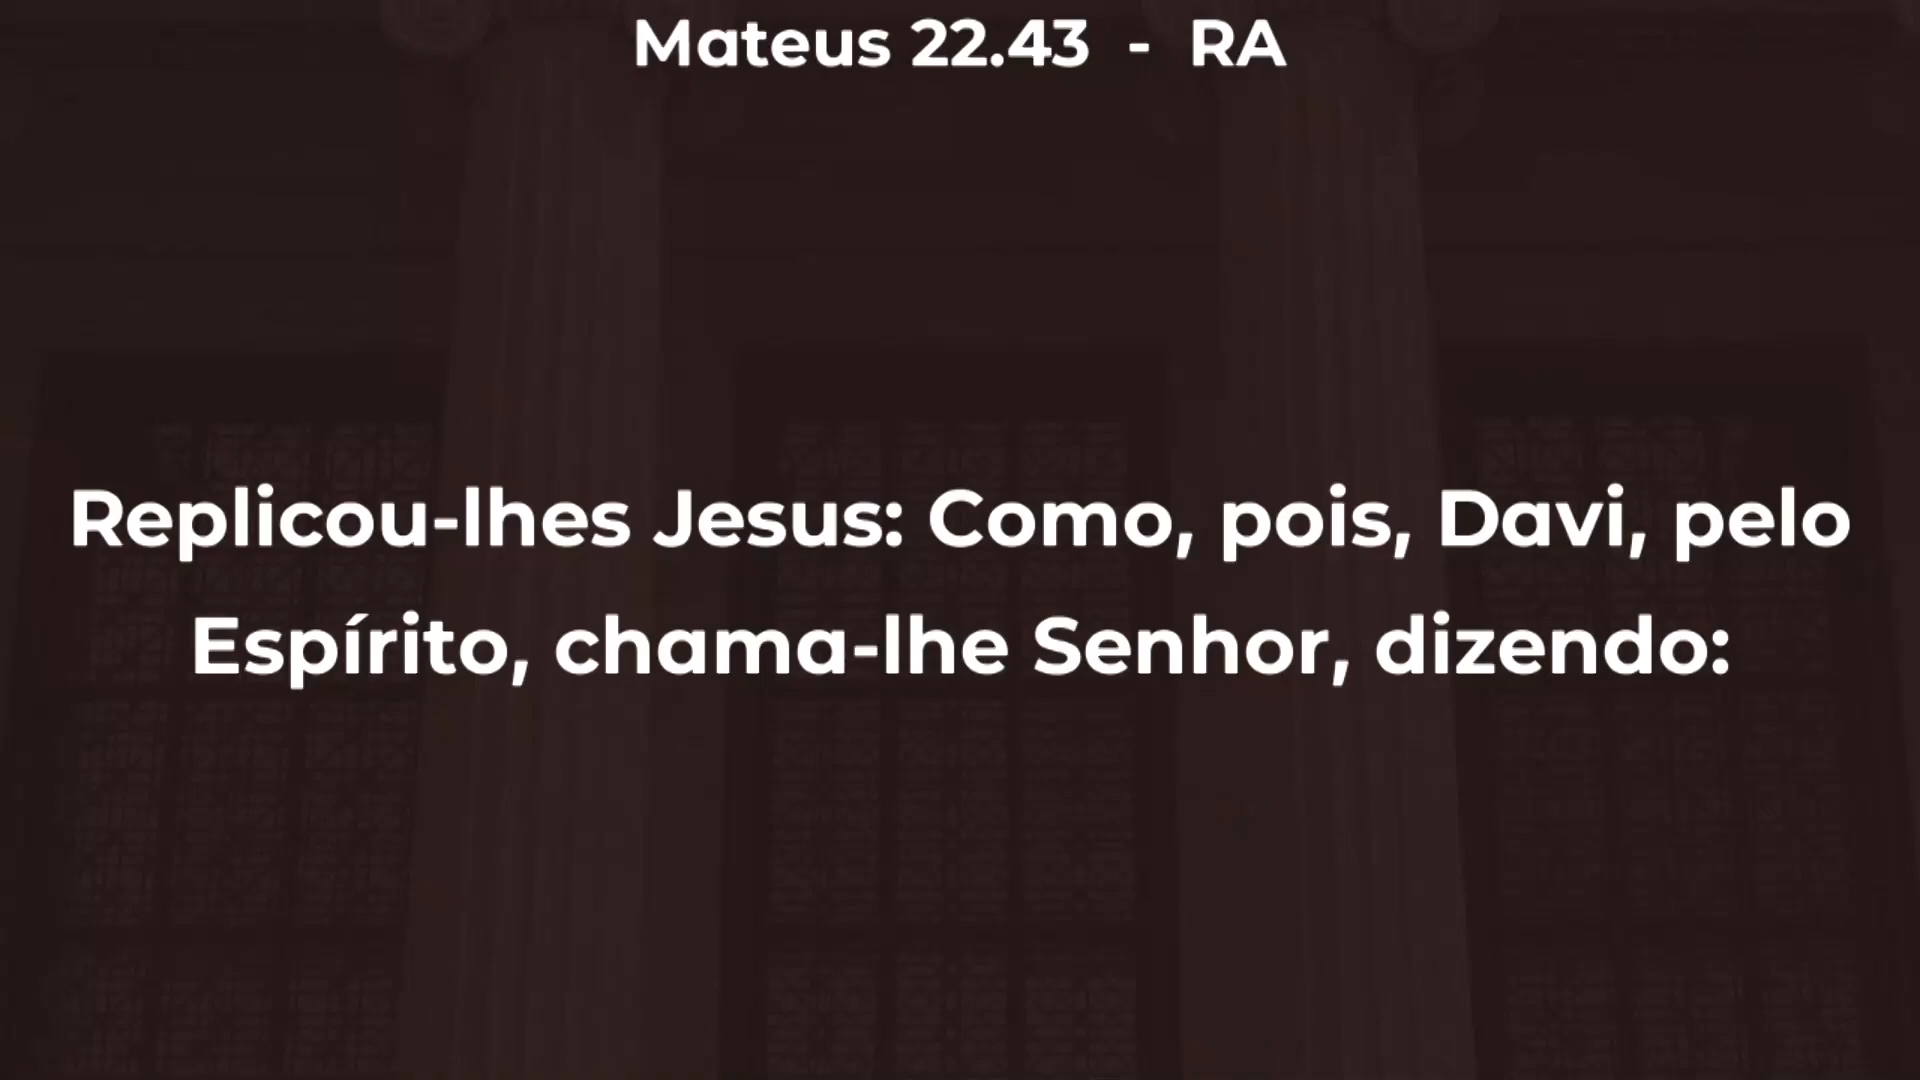 Mateus 22.43 - RA
Replicou-lhes Jesus: Como, pois, Davi, pelo
Espírito, chama-lhe Senhor, dizendo: